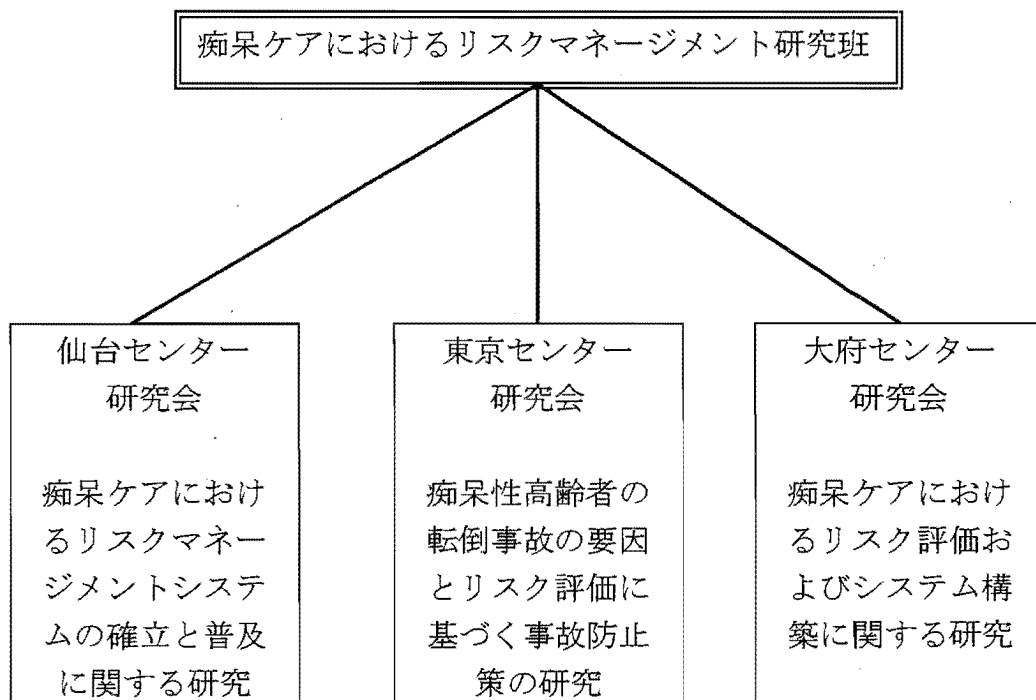 痴呆ケアにおけるリスクマネージメント研究班
仙台センター
研究会
痴呆ケアにおけ
るリスクマネー
ジメントシステ
ムの確立と普及
に関する研究
東京センター
研究会
痴呆性高齢者の
転倒事故の要因
とリスク評価に
基づく事故防止
策の研究
大府センター
研究会
痴呆ケアにおけ
るリスク評価お
よびシステム構
築に関する研究